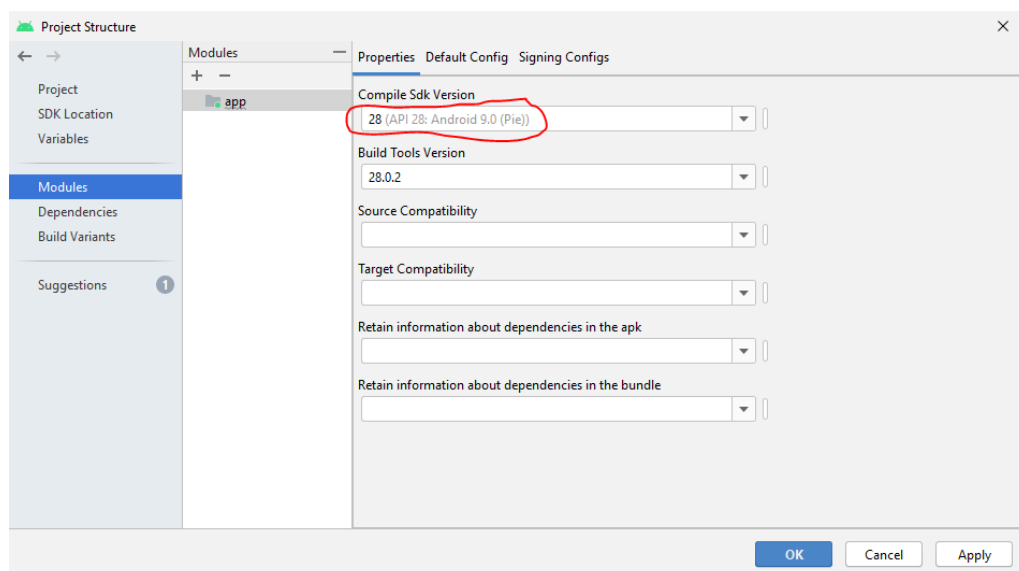 Project Structure
Project
SDK Location
Variables
Modules
Dependencies
Build Variants
Suggestions 1
Modules
app
Properties Default Config Signing Configs
Compile Sdk Version
28 (API 28: Android 9.0 (Pie))
Build Tools Version
28.0.2
Source Compatibility
Target Compatibility
Retain information about dependencies in the apk
Retain information about dependencies in the bundle
OK Cancel Apply